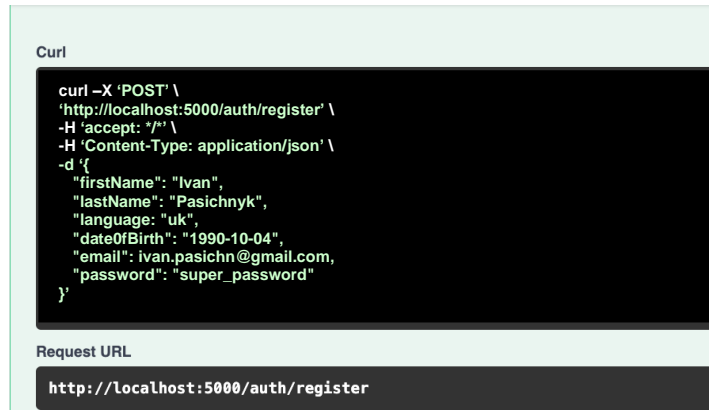 Curl
curl –X ‘POST’ \
‘http://localhost:5000/auth/register’ \
-H ‘accept: */*’ \
-H ‘Content-Type: application/json’ \
-d ‘{
"firstName": "Ivan",
"lastName": "Pasichnyk",
"language: "uk",
"date0fBirth": "1990-10-04",
"email": ivan.pasichn@gmail.com,
"password": "super_password"
}’
Request URL
http://localhost:5000/auth/register